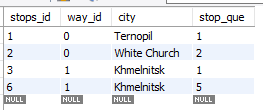 stops_id way_id city stop_que
1 0 Ternopil 1
2 0 White Church 2
3 1 Khmelnitsk 1
6 1 Khmelnitsk 5
NULL NULL NULL NULL